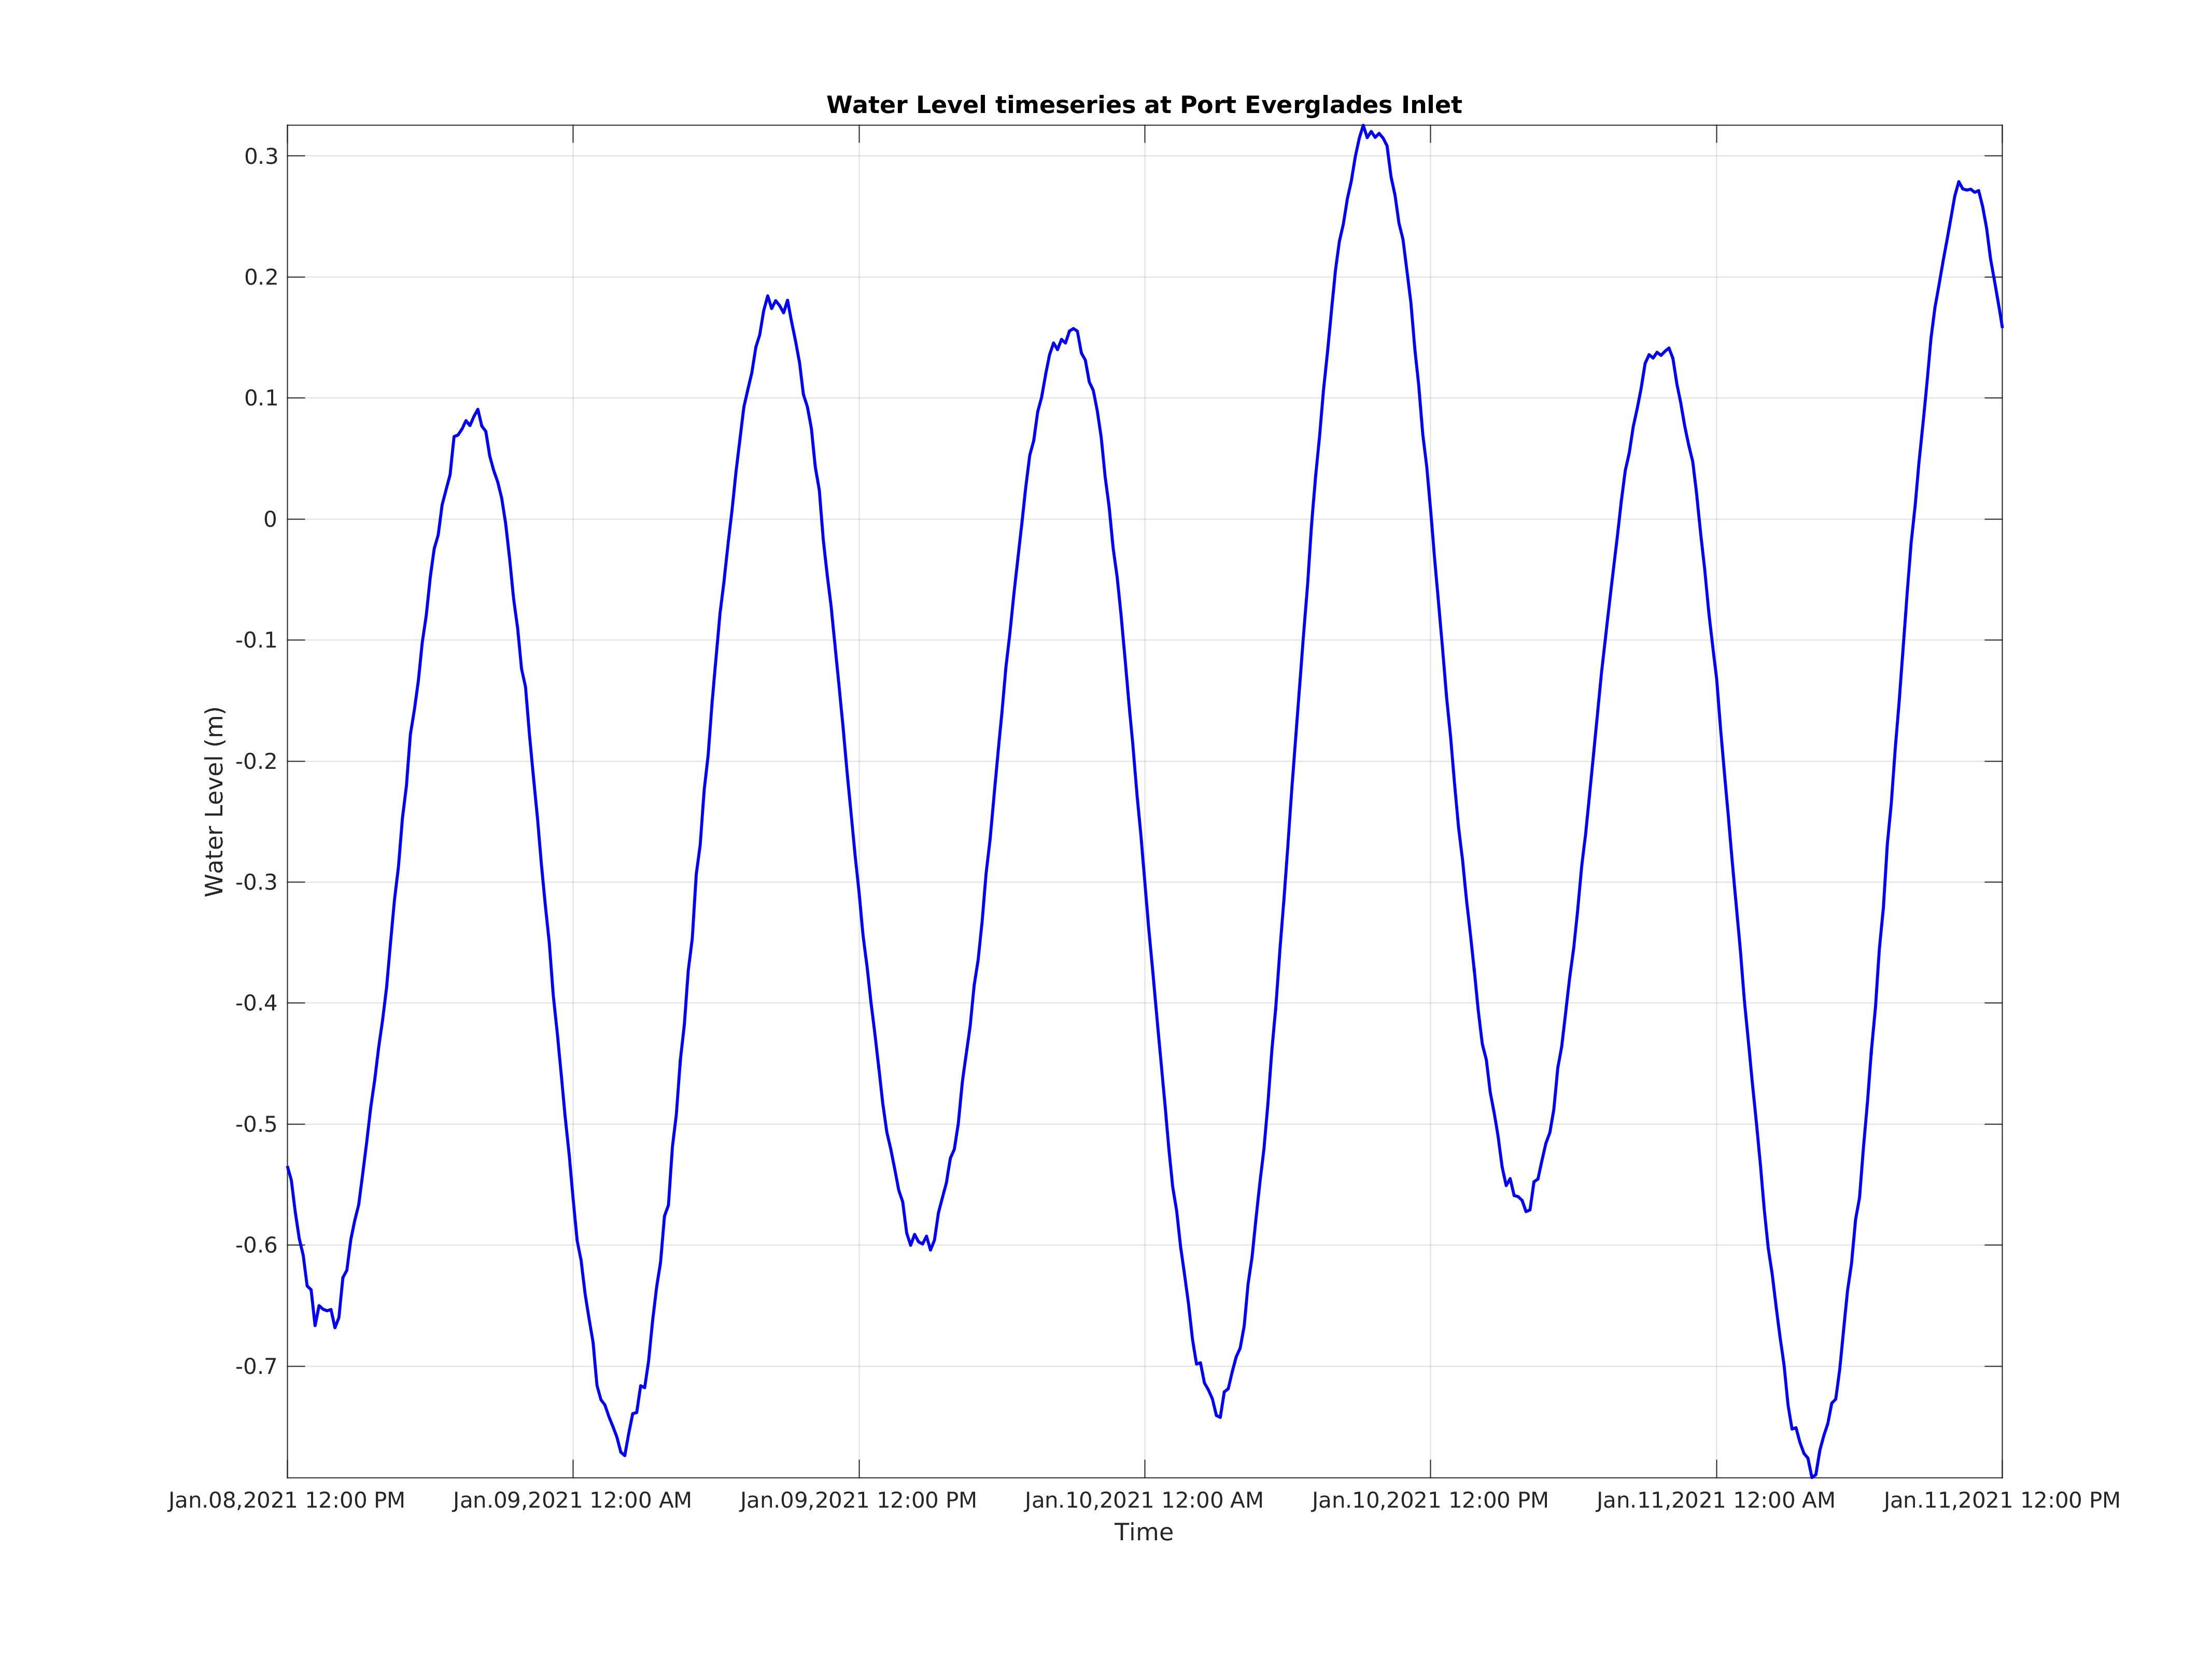 Water Level timeseries at Port Everglades Inlet
0.3
0.2
0.1
0
-0.1
-0.2
-0.3
-0.4
-0.5
-0.6
-0.7
Water Level (m)
Jan.08,2021 12:00 PM Jan.09,2021 12:00 AM Jan.09,2021 12:00 PM Jan.10,2021 12:00 AM Jan.10,2021 12:00 PM Jan.11,2021 12:00 AM Jan.11,2021 12:00 PM
Time